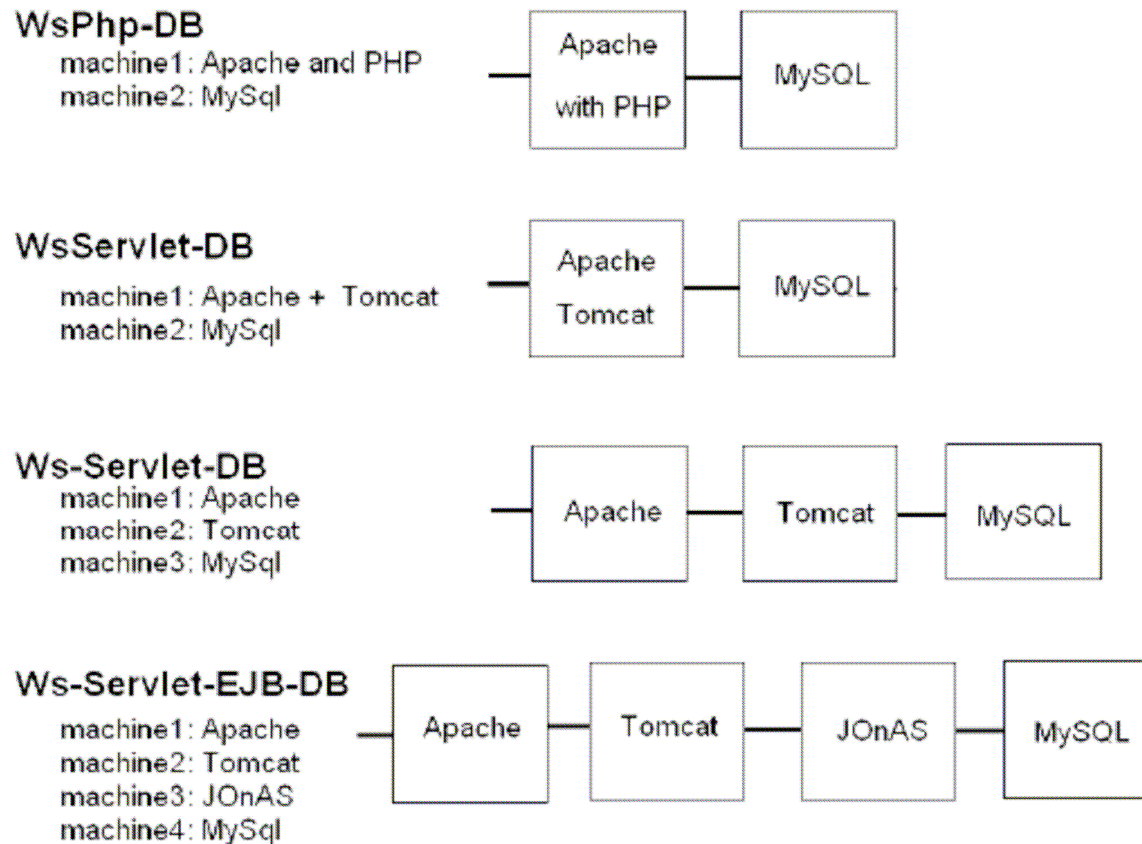 WsPhp-DB
machine1: Apache and PHP
machine2: MySql
Apache
with PHP
MySQL
WsServlet-DB
machine1: Apache + Tomcat
machine2: MySql
Apache
Tomcat
MySQL
Ws-Servlet-DB
machine1: Apache
machine2: Tomcat
machine3: MySql
Apache
Tomcat
MySQL
Ws-Servlet-EJB-DB
machine1: Apache
machine2: Tomcat
machine3: JOnAS
machine4: MySql
Apache
Tomcat
JOnAS
MySQL